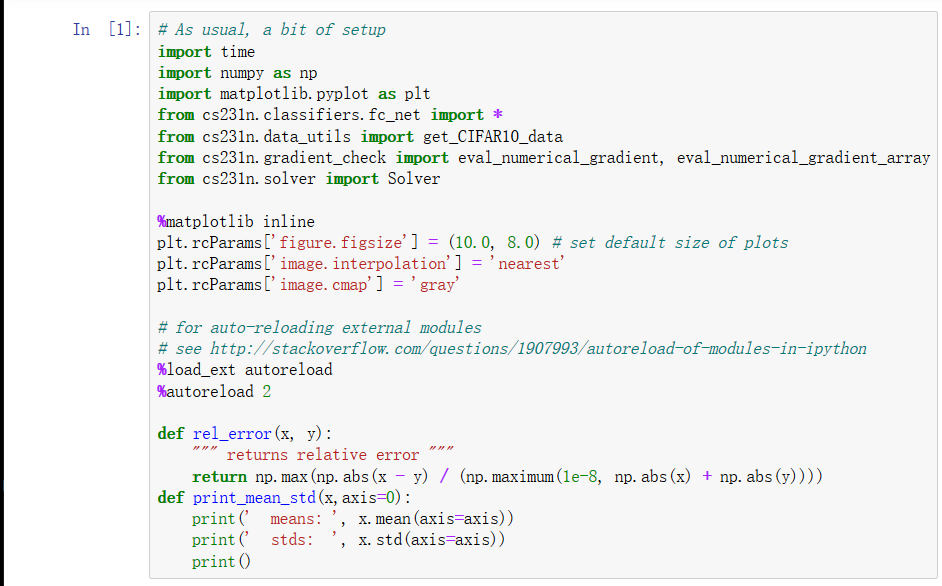 In [1]: # As usual, a bit of setup
import time
import numpy as np
import matplotlib.pyplot as plt
from cs231n.classifiers.fc_net import *
from cs231n.data_utils import get_CIFAR10_data
from cs231n.gradient_check import eval_numerical_gradient, eval_numerical_gradient_array
from cs231n.solver import Solver

%matplotlib inline
plt.rcParams['figure.figsize'] = (10.0, 8.0) # set default size of plots
plt.rcParams['image.interpolation'] = 'nearest'
plt.rcParams['image.cmap'] = 'gray'

# for auto-reloading external modules
# see http://stackoverflow.com/questions/1907993/autoreload-of-modules-in-ipython
%load_ext autoreload
%autoreload 2

def rel_error(x, y):
    """ returns relative error """
    return np.max(np.abs(x - y) / (np.maximum(1e-8, np.abs(x) + np.abs(y))))
def print_mean_std(x,axis=0):
    print('  means: ', x.mean(axis=axis))
    print('  stds:  ', x.std(axis=axis))
    print()